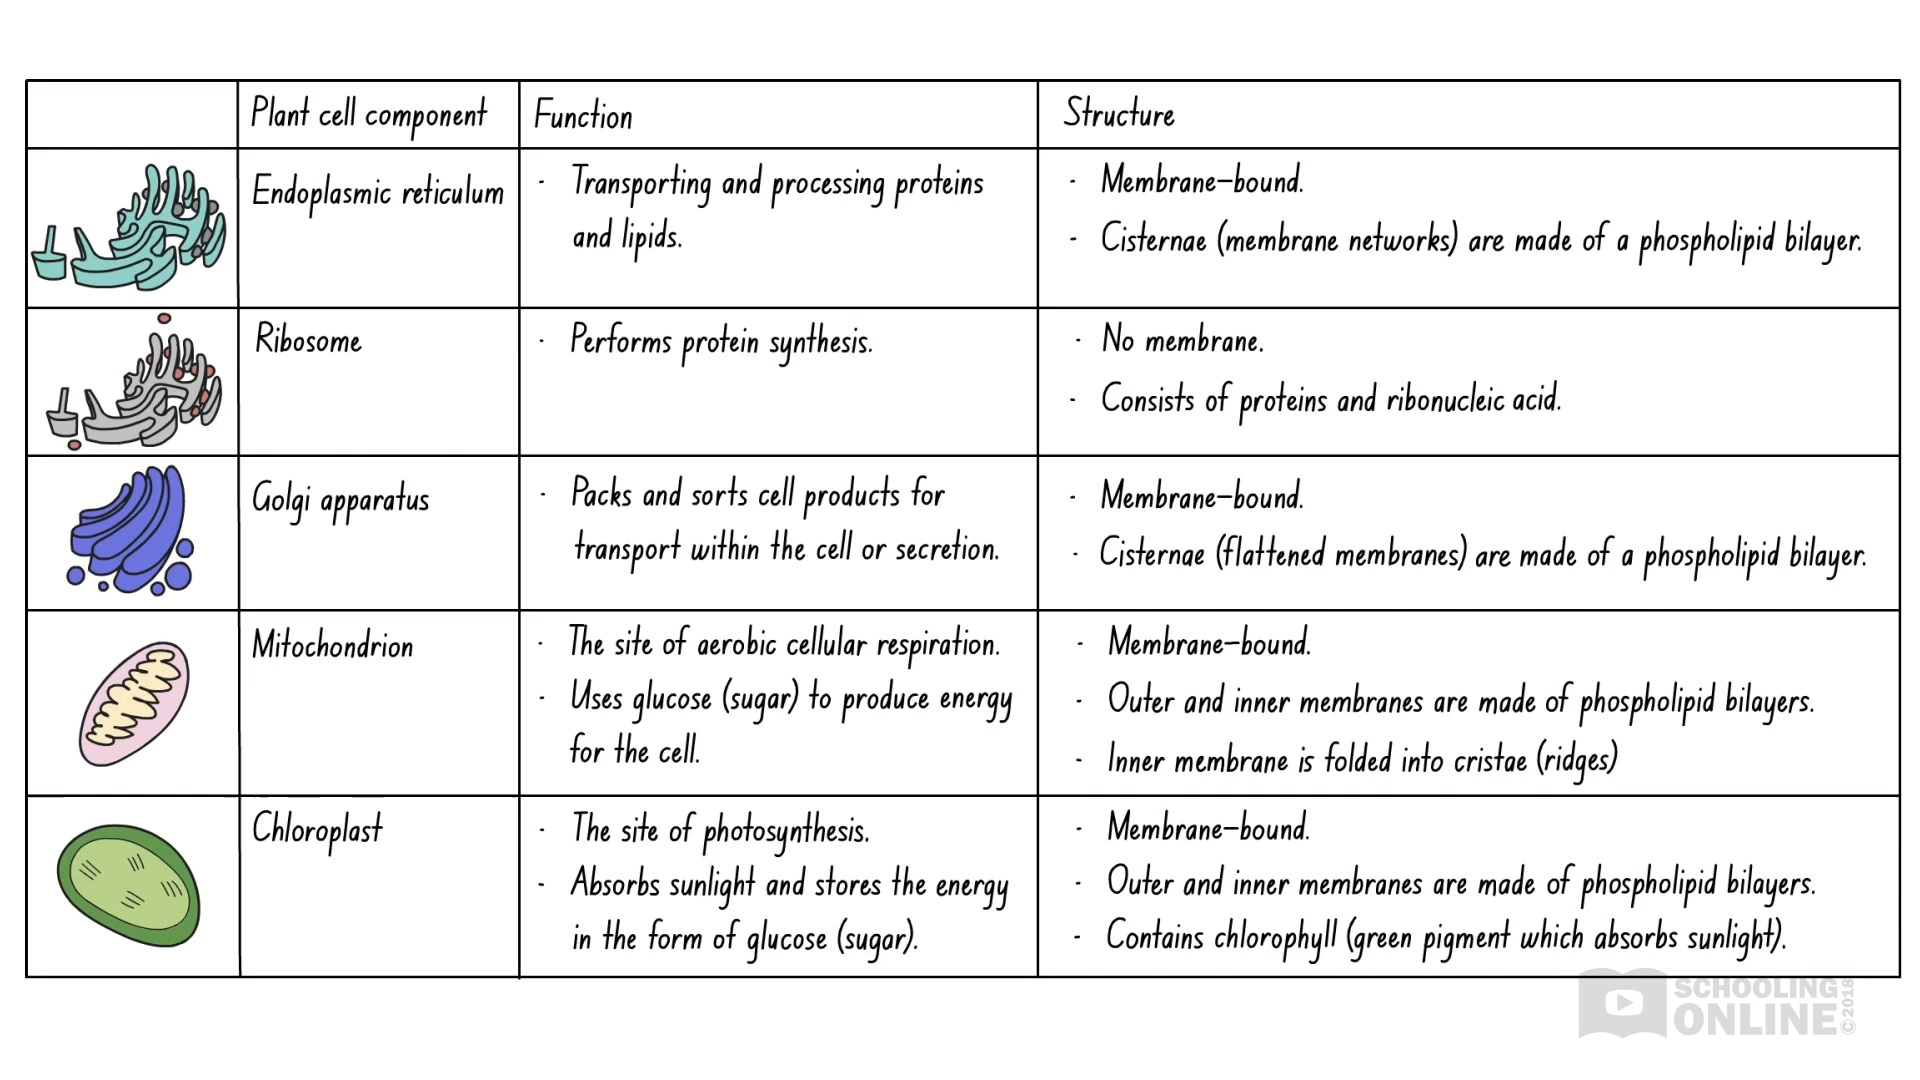 Plant cell component
Function
Structure
Endoplasmic reticulum
- Transporting and processing proteins
and lipids.
- Membrane-bound.
- Cisternae (membrane networks) are made of a phospholipid bilayer.
Ribosome
- Performs protein synthesis.
- No membrane.
- Consists of proteins and ribonucleic acid.
Golgi apparatus
- Packs and sorts cell products for
transport within the cell or secretion.
- Membrane-bound.
- Cisternae (flattened membranes) are made of a phospholipid bilayer.
Mitochondrion
- The site of aerobic cellular respiration.
- Uses glucose (sugar) to produce energy
for the cell.
- Membrane-bound.
- Outer and inner membranes are made of phospholipid bilayers.
- Inner membrane is folded into cristae (ridges)
Chloroplast
- The site of photosynthesis.
- Absorbs sunlight and stores the energy
in the form of glucose (sugar).
- Membrane-bound.
- Outer and inner membranes are made of phospholipid bilayers.
- Contains chlorophyll (green pigment which absorbs sunlight).
SCHOOLING
ONLINE
©2018